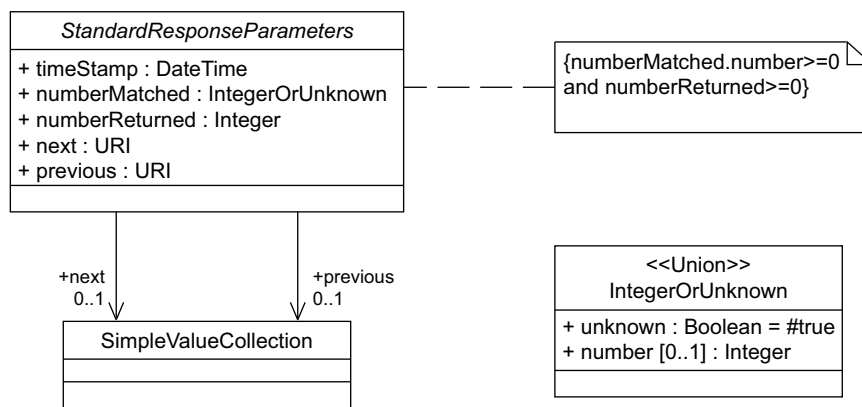 StandardResponseParameters
+ timeStamp : DateTime
+ numberMatched : IntegerOrUnknown
+ numberReturned : Integer
+ next : URI
+ previous : URI
{numberMatched.number>=0
and numberReturned>=0}
+next
0..1
+previous
0..1
SimpleValueCollection
<<Union>>
IntegerOrUnknown
+ unknown : Boolean = #true
+ number [0..1] : Integer